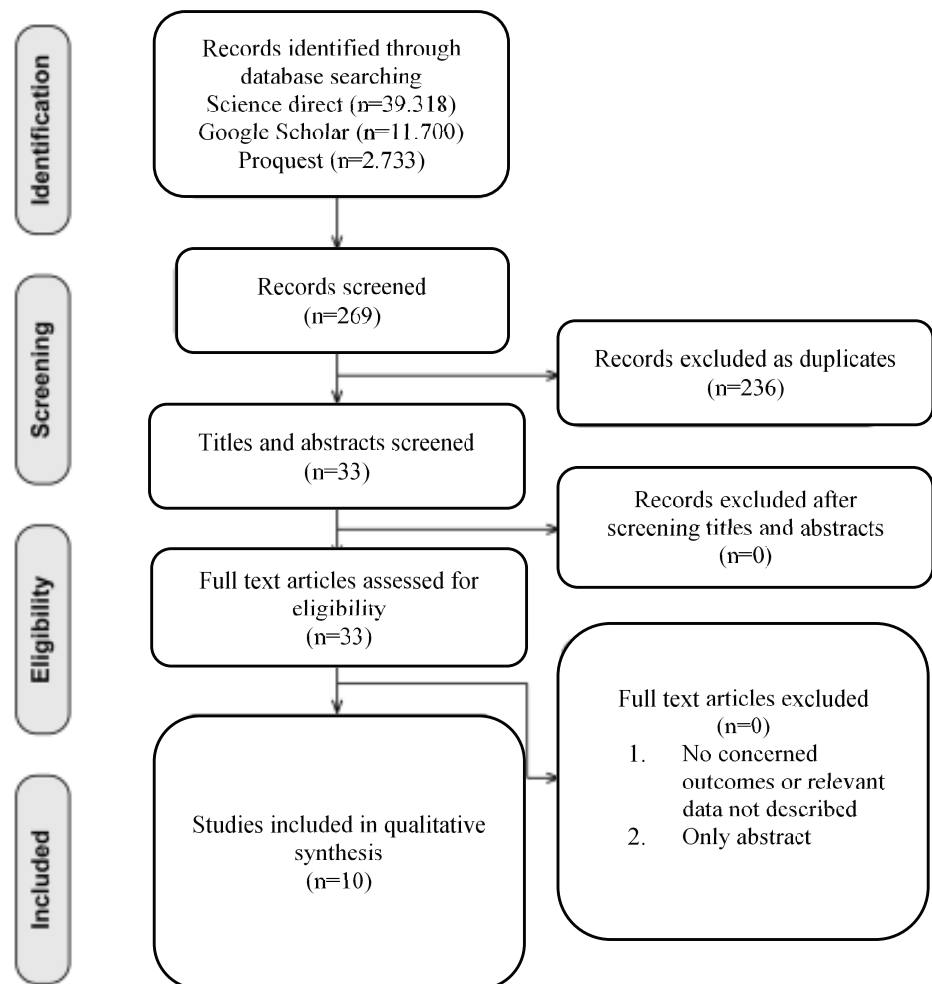 Identification
Records identified through
database searching
Science direct (n=39.318)
Google Scholar (n=11.700)
Proquest (n=2.733)
Screening
Records screened
(n=269)
Records excluded as duplicates
(n=236)
Titles and abstracts screened
(n=33)
Records excluded after
screening titles and abstracts
(n=0)
Eligibility
Full text articles assessed for
eligibility
(n=33)
Full text articles excluded
(n=0)
1. No concerned
outcomes or relevant
data not described
2. Only abstract
Included
Studies included in qualitative
synthesis
(n=10)